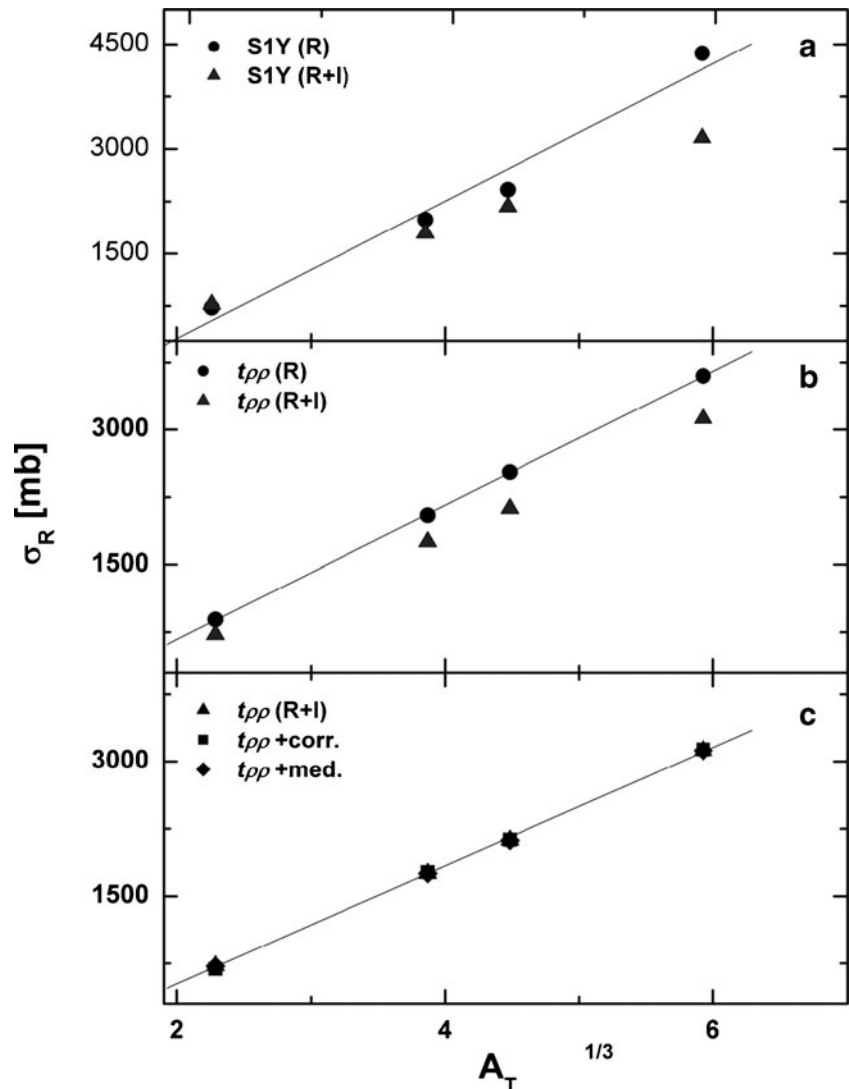 4500
3000
1500
S1Y (R)
S1Y (R+I)
a
3000
1500
tρρ (R)
tρρ (R+I)
b
σR [mb]
3000
1500
tρρ (R+I)
tρρ +corr.
tρρ +med.
c
2 4 6
AT 1/3